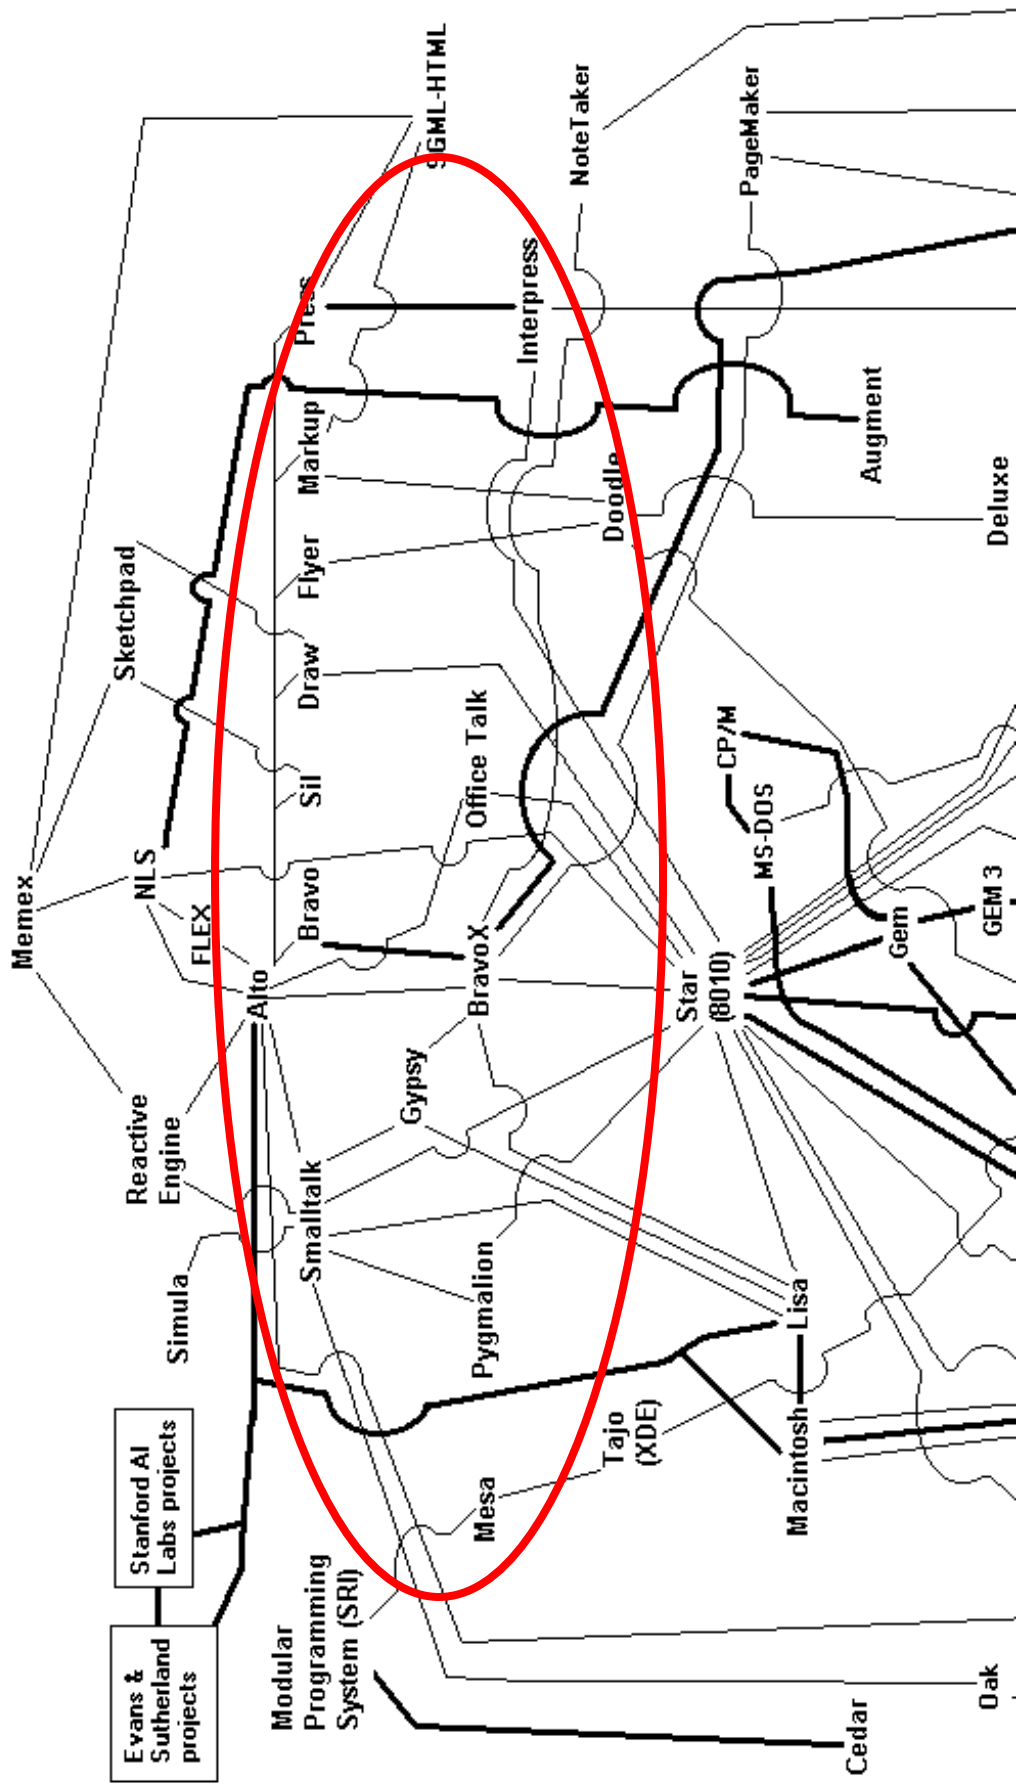 Memex
Evans &
Sutherland
projects
Stanford AI
Labs projects
Reactive
Engine
NLS
Sketchpad
Simula
FLEX
Alto
Modular
Programming
System (SRI)
Smalltalk
Bravo
Sil
Draw
Flyer
Markup
Press
SGML-HTML
Gypsy
Mesa
Pygmalion
BravoX
Office Talk
Interpress
NoteTaker
Tajo
(XDE)
Doodle
Star
(8010)
CP/M
MS-DOS
PageMaker
Macintosh
Lisa
Cedar
Gem
Augment
Oak
GEM 3
Deluxe